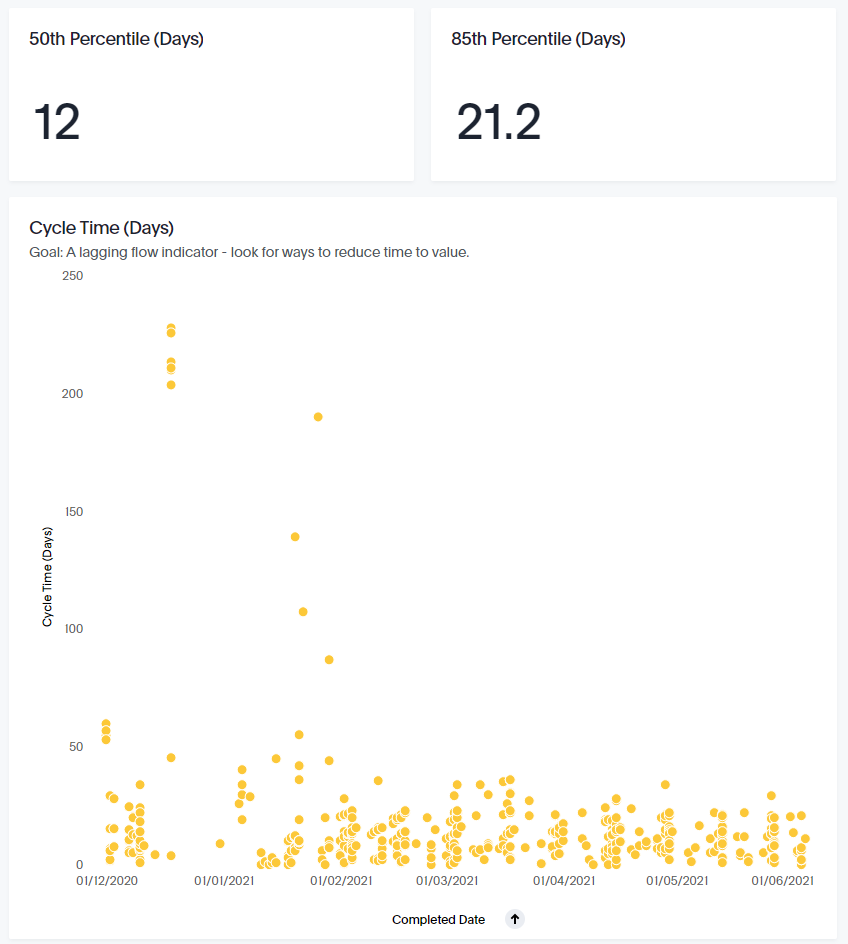 50th Percentile (Days)
85th Percentile (Days)
12
21.2
Cycle Time (Days)
Goal: A lagging flow indicator - look for ways to reduce time to value.
250
200
150
100
50
0
Cycle Time (Days)
01/12/2020 01/01/2021 01/02/2021 01/03/2021 01/04/2021 01/05/2021 01/06/2021
Completed Date